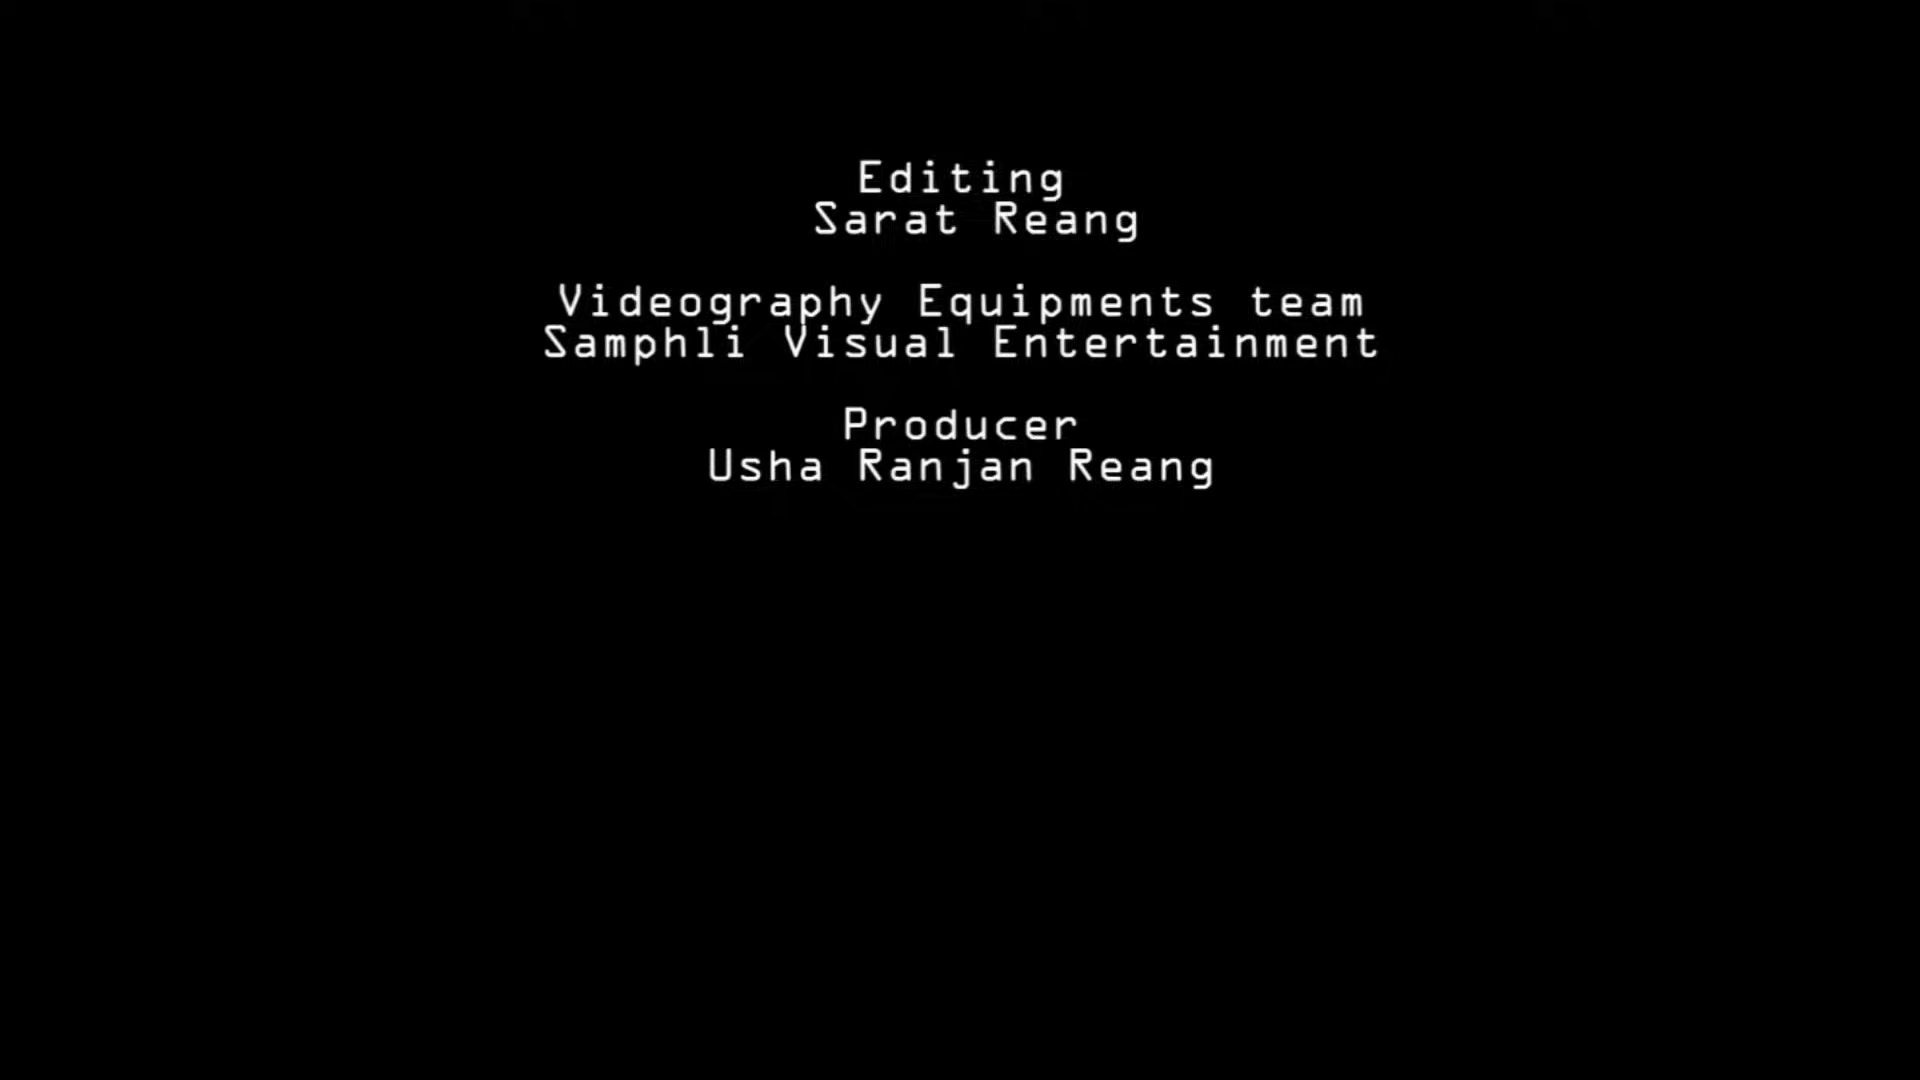 Editing
Sarat Reang
Videography Equipments team
Samphli Visual Entertainment
Producer
Usha Ranjan Reang